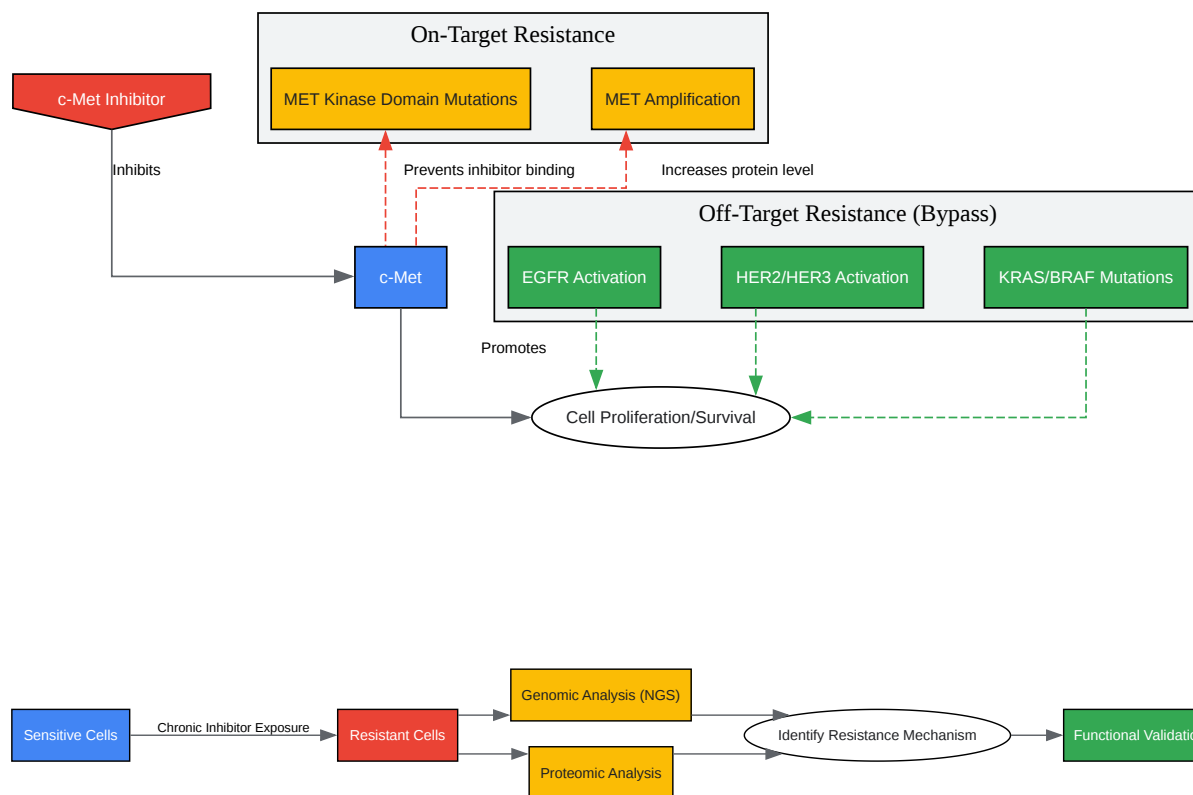 On-Target Resistance
c-Met Inhibitor
MET Kinase Domain Mutations
MET Amplification
Inhibits
Prevents inhibitor binding
Increases protein level
Off-Target Resistance (Bypass)
c-Met
EGFR Activation
HER2/HER3 Activation
KRAS/BRAF Mutations
Promotes
Cell Proliferation/Survival
Genomic Analysis (NGS)
Sensitive Cells
Chronic Inhibitor Exposure
Resistant Cells
Identify Resistance Mechanism
Functional Validatio
Proteomic Analysis